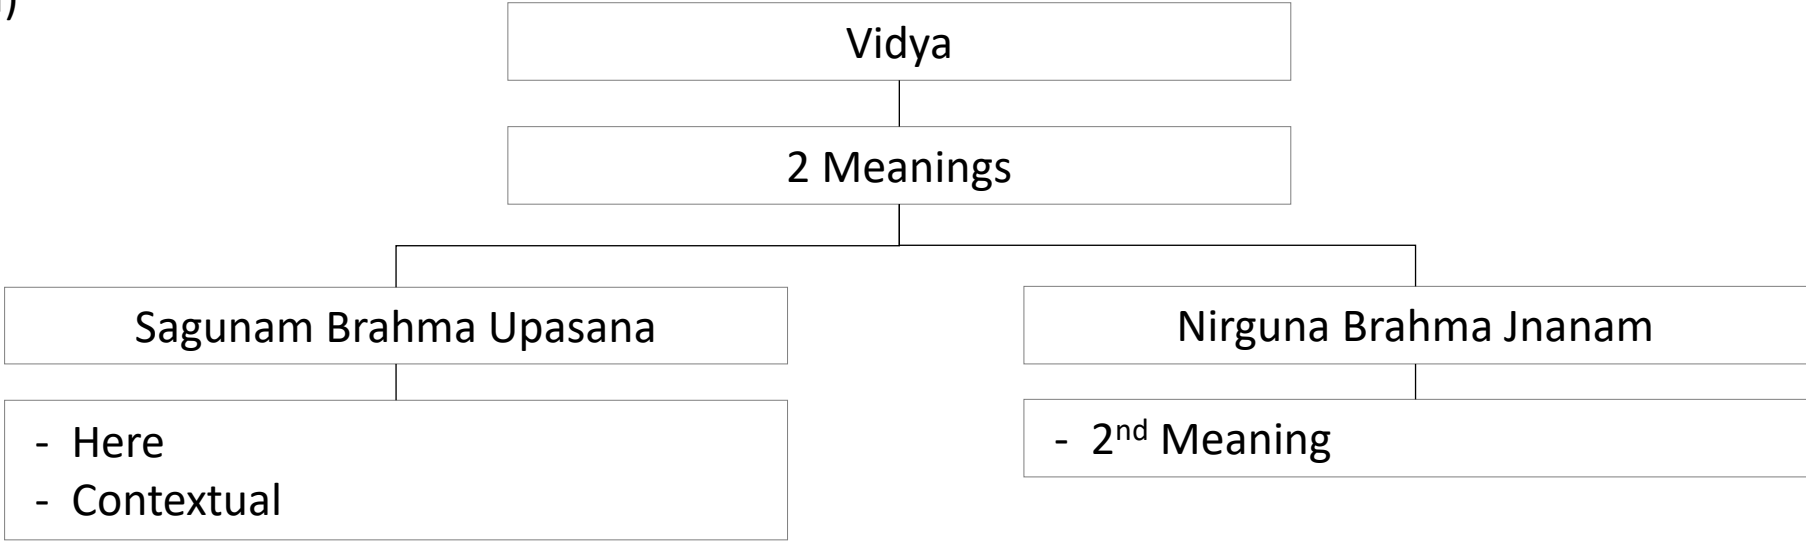 Vidya
2 Meanings
Sagunam Brahma Upasana
Nirguna Brahma Jnanam
- Here
- Contextual
- 2nd Meaning